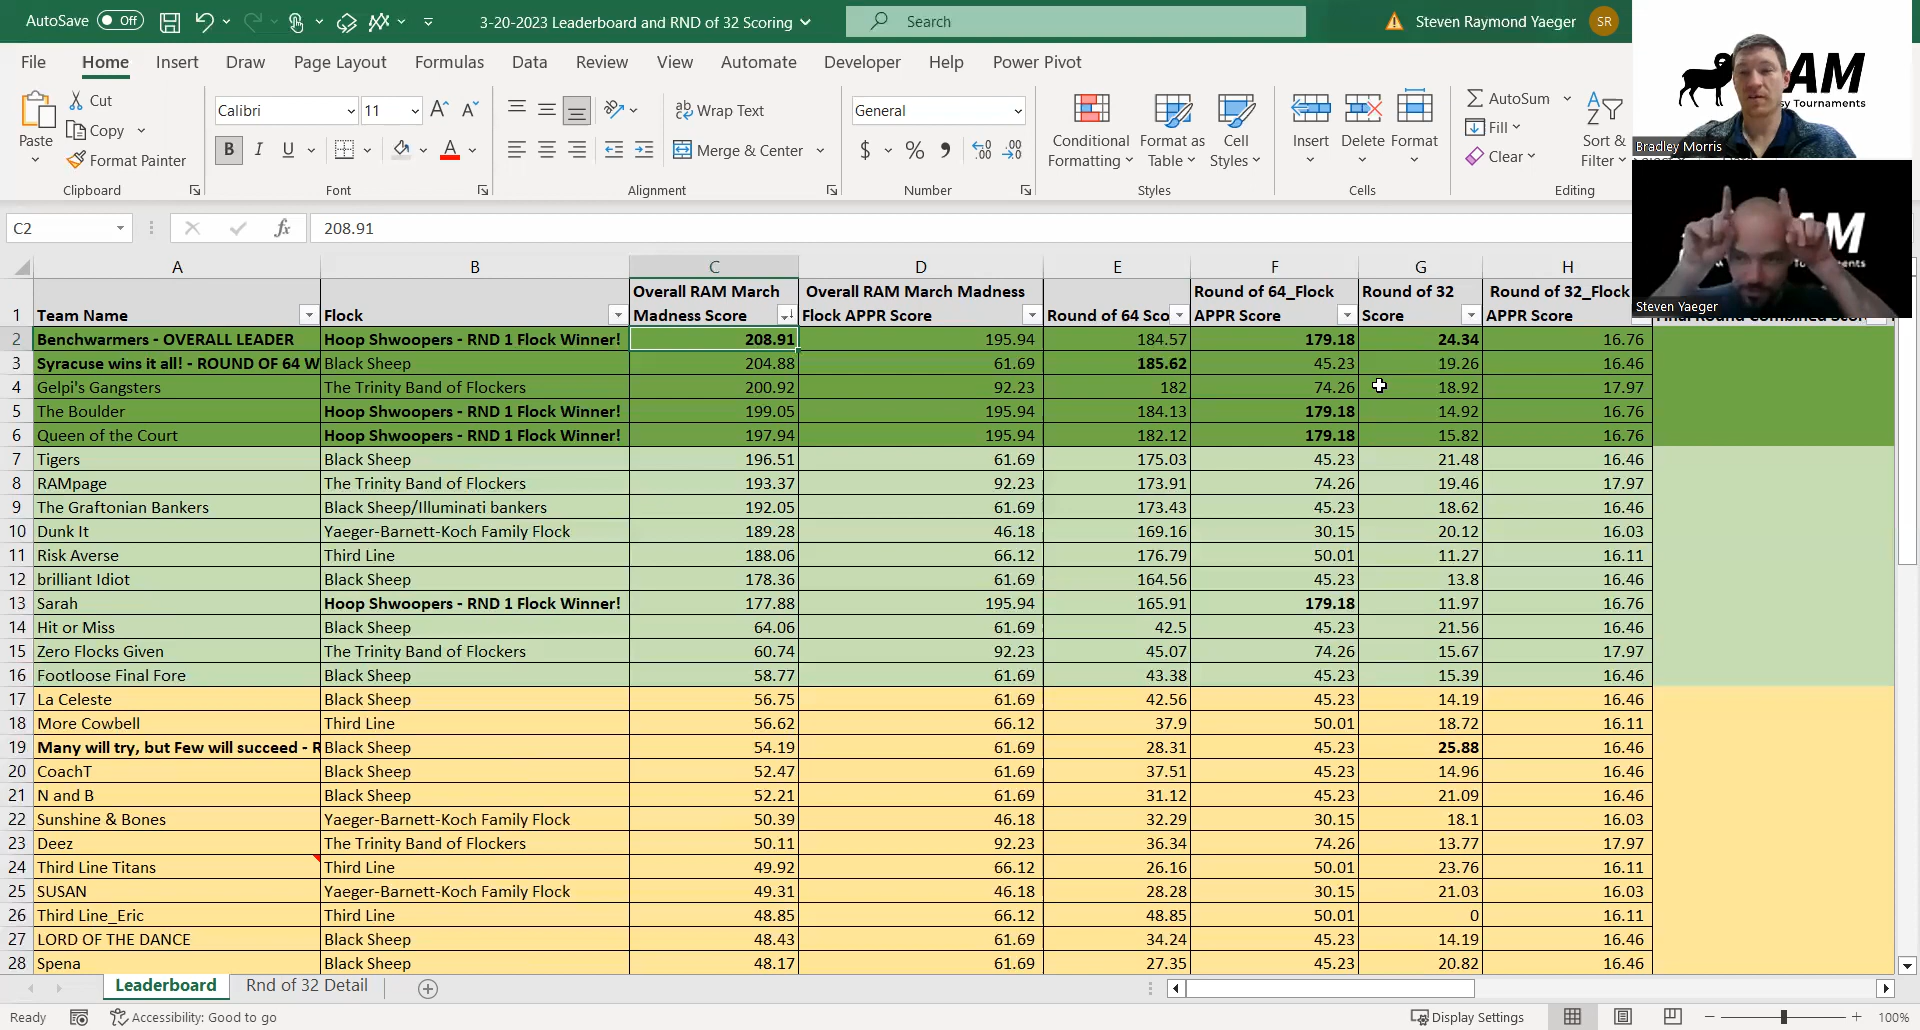 AutoSave Off 3-20-2023 Leaderboard and RND of 32 Scoring Search Steven Raymond Yaeger SR
File Home Insert Draw Page Layout Formulas Data Review View Automate Developer Help Power Pivot
Cut
Copy
Format Painter
Paste
Clipboard
Calibri 11
B I U
Font
Wrap Text
Merge & Center
Alignment
General
$ % 9
Number
Conditional Formatting Format as Table Cell Styles
Styles
Insert Delete Format
Cells
AutoSum
Fill
Clear
Sort & Filter
Editing
AM
sy Tournaments
Bradley Morris
AM
Steven Yaeger
C2 fx 208.91
A B C D E F G H
1 Team Name Flock Overall RAM March Madness Score Overall RAM March Madness Flock APPR Score Round of 64 Sco Round of 64_Flock APPR Score Round of 32 Score Round of 32_Flock APPR Score
2 Benchwarmers - OVERALL LEADER Hoop Shwoopers - RND 1 Flock Winner! 208.91 195.94 184.57 179.18 24.34 16.76
3 Syracuse wins it all! - ROUND OF 64 W Black Sheep 204.88 61.69 185.62 45.23 19.26 16.46
4 Gelpi's Gangsters The Trinity Band of Flockers 200.92 92.23 182 74.26 18.92 17.97
5 The Boulder Hoop Shwoopers - RND 1 Flock Winner! 199.05 195.94 184.13 179.18 14.92 16.76
6 Queen of the Court Hoop Shwoopers - RND 1 Flock Winner! 197.94 195.94 182.12 179.18 15.82 16.76
7 Tigers Black Sheep 196.51 61.69 175.03 45.23 21.48 16.46
8 RAMpage The Trinity Band of Flockers 193.37 92.23 173.91 74.26 19.46 17.97
9 The Graftonian Bankers Black Sheep/Illuminati bankers 192.05 61.69 173.43 45.23 18.62 16.46
10 Dunk It Yaeger-Barnett-Koch Family Flock 189.28 46.18 169.16 30.15 20.12 16.03
11 Risk Averse Third Line 188.06 66.12 176.79 50.01 11.27 16.11
12 brilliant Idiot Black Sheep 178.36 61.69 164.56 45.23 13.8 16.46
13 Sarah Hoop Shwoopers - RND 1 Flock Winner! 177.88 195.94 165.91 179.18 11.97 16.76
14 Hit or Miss Black Sheep 64.06 61.69 42.5 45.23 21.56 16.46
15 Zero Flocks Given The Trinity Band of Flockers 60.74 92.23 45.07 74.26 15.67 17.97
16 Footloose Final Fore Black Sheep 58.77 61.69 43.38 45.23 15.39 16.46
17 La Celeste Black Sheep 56.75 61.69 42.56 45.23 14.19 16.46
18 More Cowbell Third Line 56.62 66.12 37.9 50.01 18.72 16.11
19 Many will try, but Few will succeed - R Black Sheep 54.19 61.69 28.31 45.23 25.88 16.46
20 CoachT Black Sheep 52.47 61.69 37.51 45.23 14.96 16.46
21 N and B Black Sheep 52.21 61.69 31.12 45.23 21.09 16.46
22 Sunshine & Bones Yaeger-Barnett-Koch Family Flock 50.39 46.18 32.29 30.15 18.1 16.03
23 Deez The Trinity Band of Flockers 50.11 92.23 36.34 74.26 13.77 17.97
24 Third Line Titans Third Line 49.92 66.12 26.16 50.01 23.76 16.11
25 SUSAN Yaeger-Barnett-Koch Family Flock 49.31 46.18 28.28 30.15 21.03 16.03
26 Third Line_Eric Third Line 48.85 66.12 48.85 50.01 0 16.11
27 LORD OF THE DANCE Black Sheep 48.43 61.69 34.24 45.23 14.19 16.46
28 Spena Black Sheep 48.17 61.69 27.35 45.23 20.82 16.46
Leaderboard Rnd of 32 Detail
Ready Accessibility: Good to go Display Settings 100%